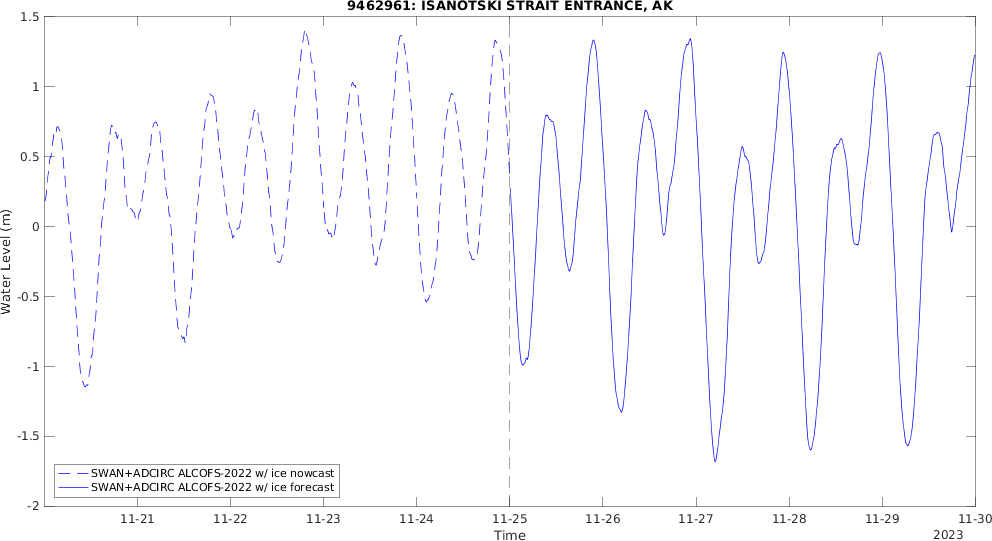 9462961: ISANOTSKI STRAIT ENTRANCE, AK
1.5
1
0.5
0
-0.5
-1
-1.5
-2
Water Level (m)
SWAN+ADCIRC ALCOFS-2022 w/ ice nowcast
SWAN+ADCIRC ALCOFS-2022 w/ ice forecast
11-21 11-22 11-23 11-24 11-25 11-26 11-27 11-28 11-29 11-30
Time
2023